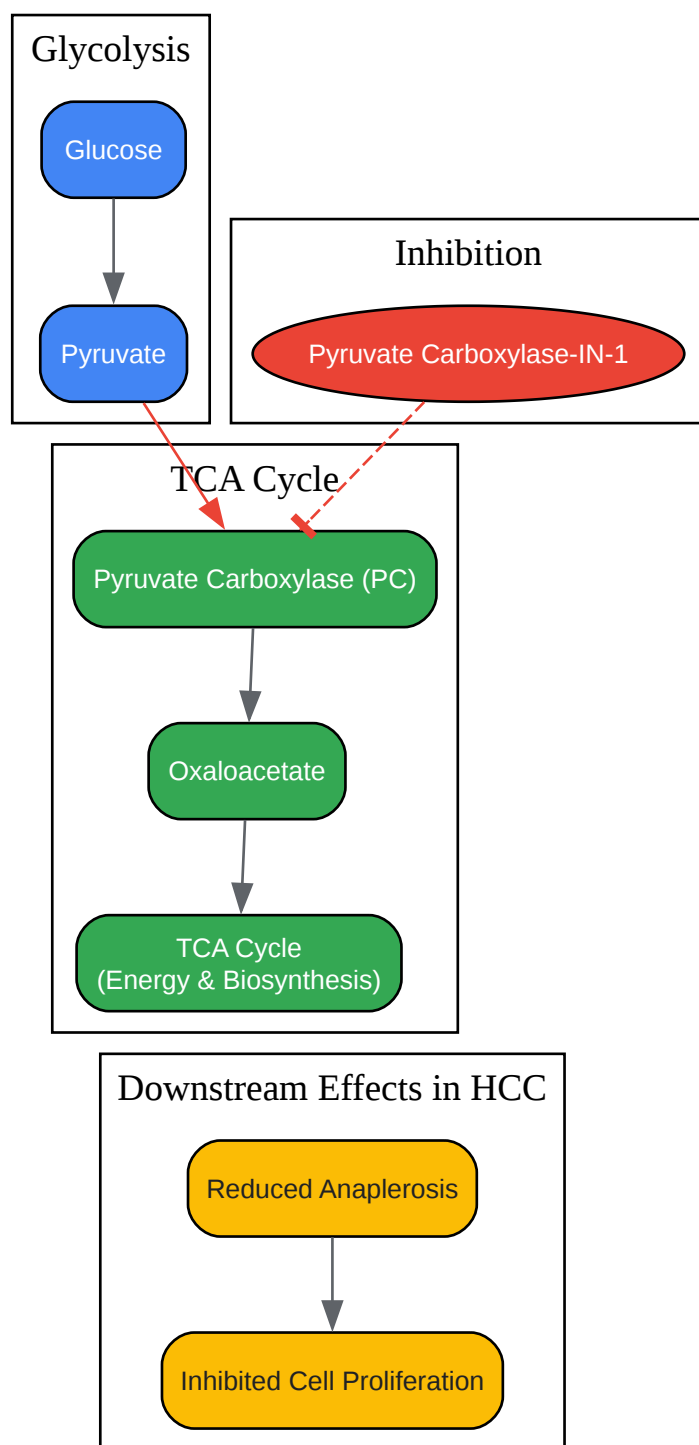 Glycolysis
Glucose
Pyruvate
Inhibition
Pyruvate Carboxylase-IN-1
TCA Cycle
Pyruvate Carboxylase (PC)
Oxaloacetate
TCA Cycle
(Energy & Biosynthesis)
Downstream Effects in HCC
Reduced Anaplerosis
Inhibited Cell Proliferation